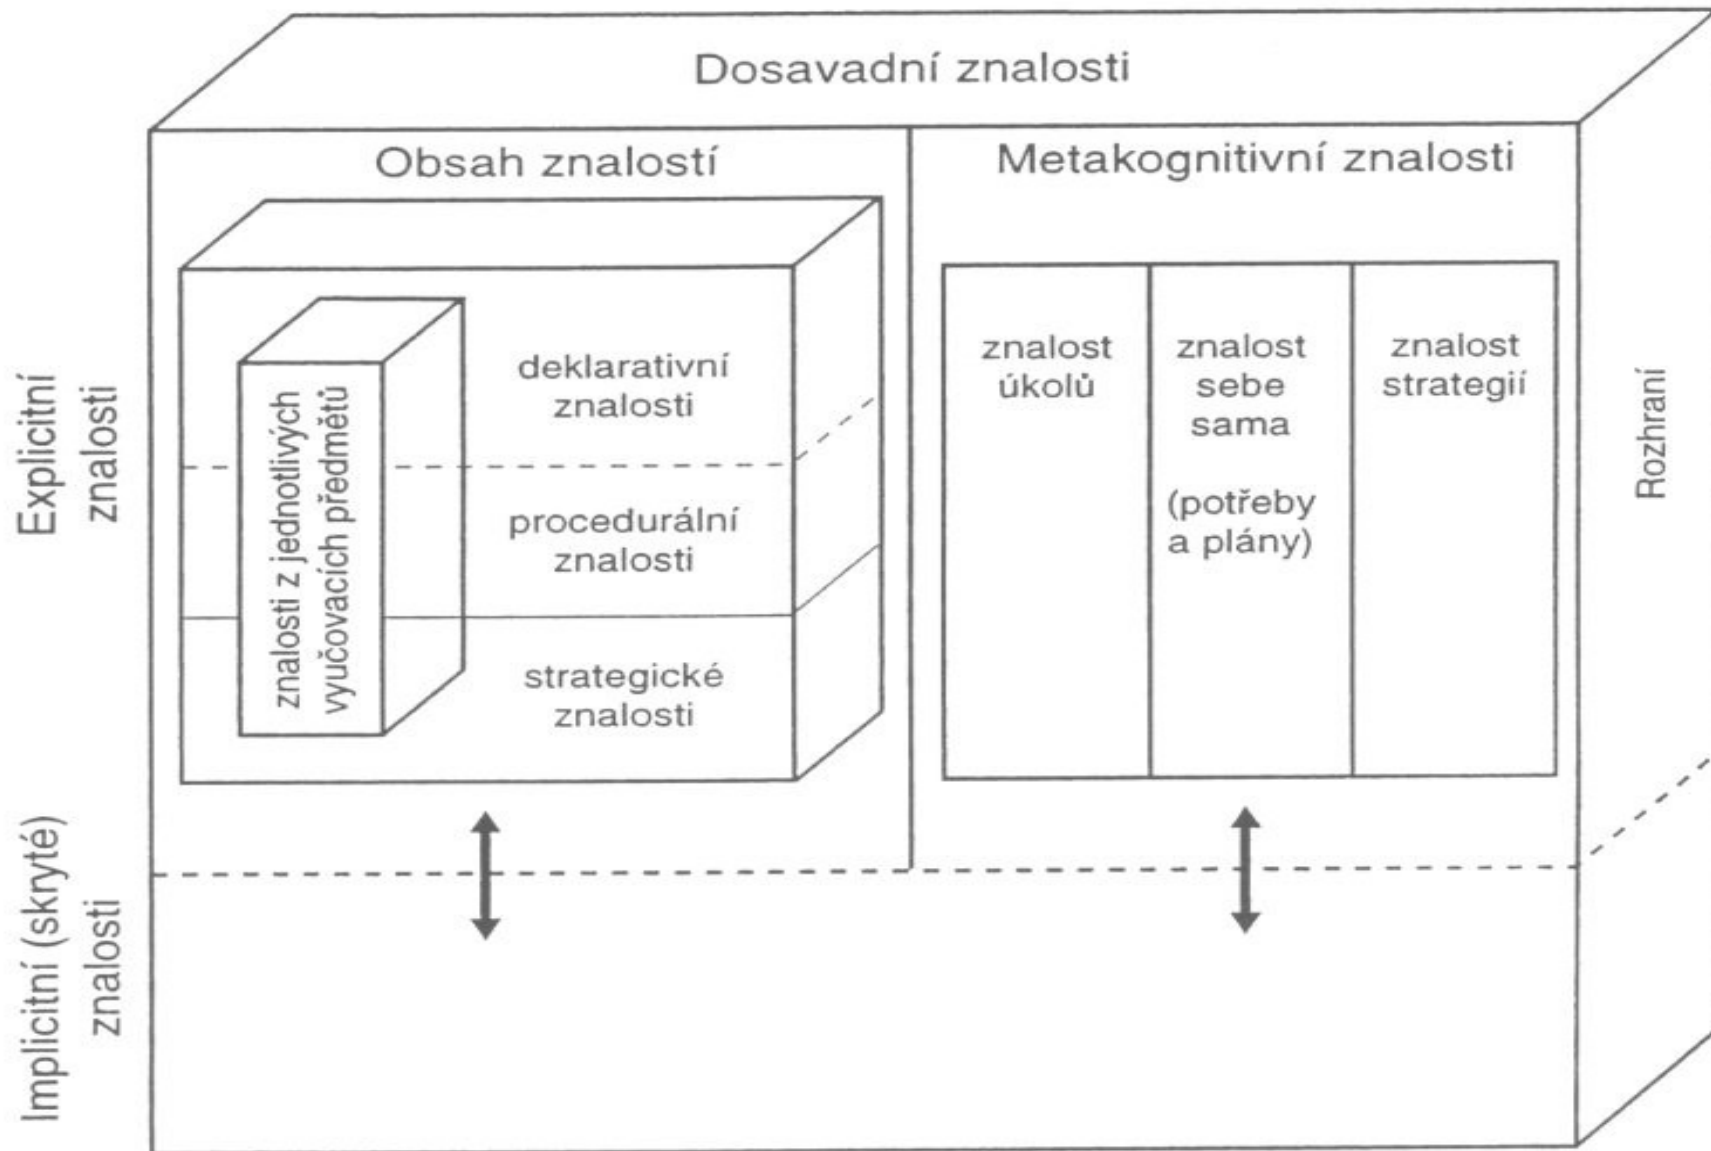 Dosavadní znalosti
Obsah znalostí
Metakognitivní znalosti
Explicitní
znalosti
znalosti z jednotlivých
vyučovacích předmětů
deklarativní
znalosti
procedurální
znalosti
strategické
znalosti
znalost
úkolů
znalost
sebe
sama
(potřeby
a plány)
znalost
strategií
Rozhraní
Implicitní (skryté)
znalosti